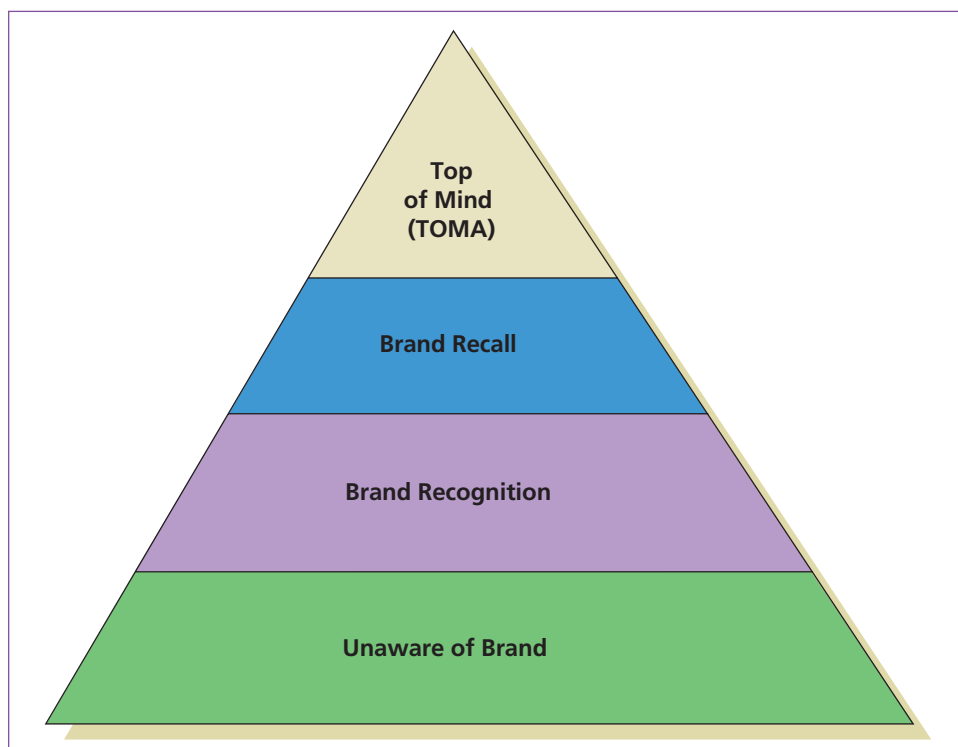 Top
of Mind
(TOMA)
Brand Recall
Brand Recognition
Unaware of Brand